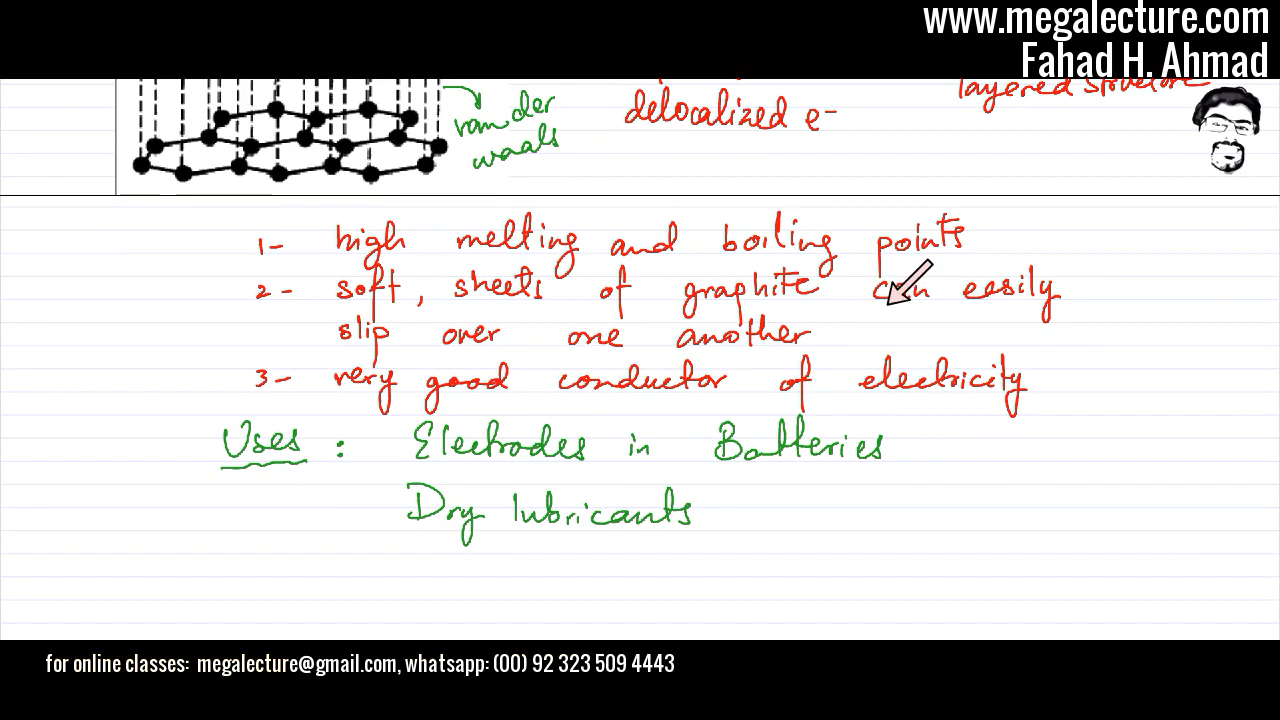 www.megalecture.com
Fahad H. Ahmad
layered structure
van der
waals
delocalized e-
1- high melting and boiling points
2- soft, sheets of graphite can easily
slip over one another
3- very good conductor of electricity
Uses : Electrodes in Batteries
Dry lubricants
for online classes: megalecture@gmail.com, whatsapp: (00) 92 323 509 4443